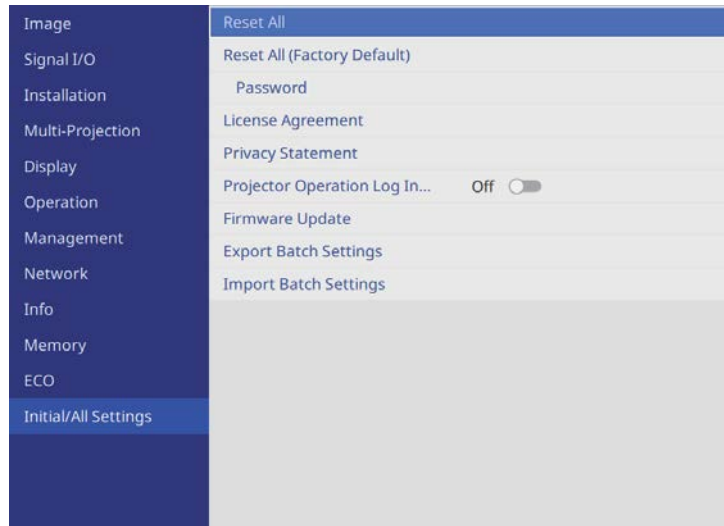 Image
Signal I/O
Installation
Multi-Projection
Display
Operation
Management
Network
Info
Memory
ECO
Initial/All Settings
Reset All
Reset All (Factory Default)
Password
License Agreement
Privacy Statement
Projector Operation Log In... Off
Firmware Update
Export Batch Settings
Import Batch Settings